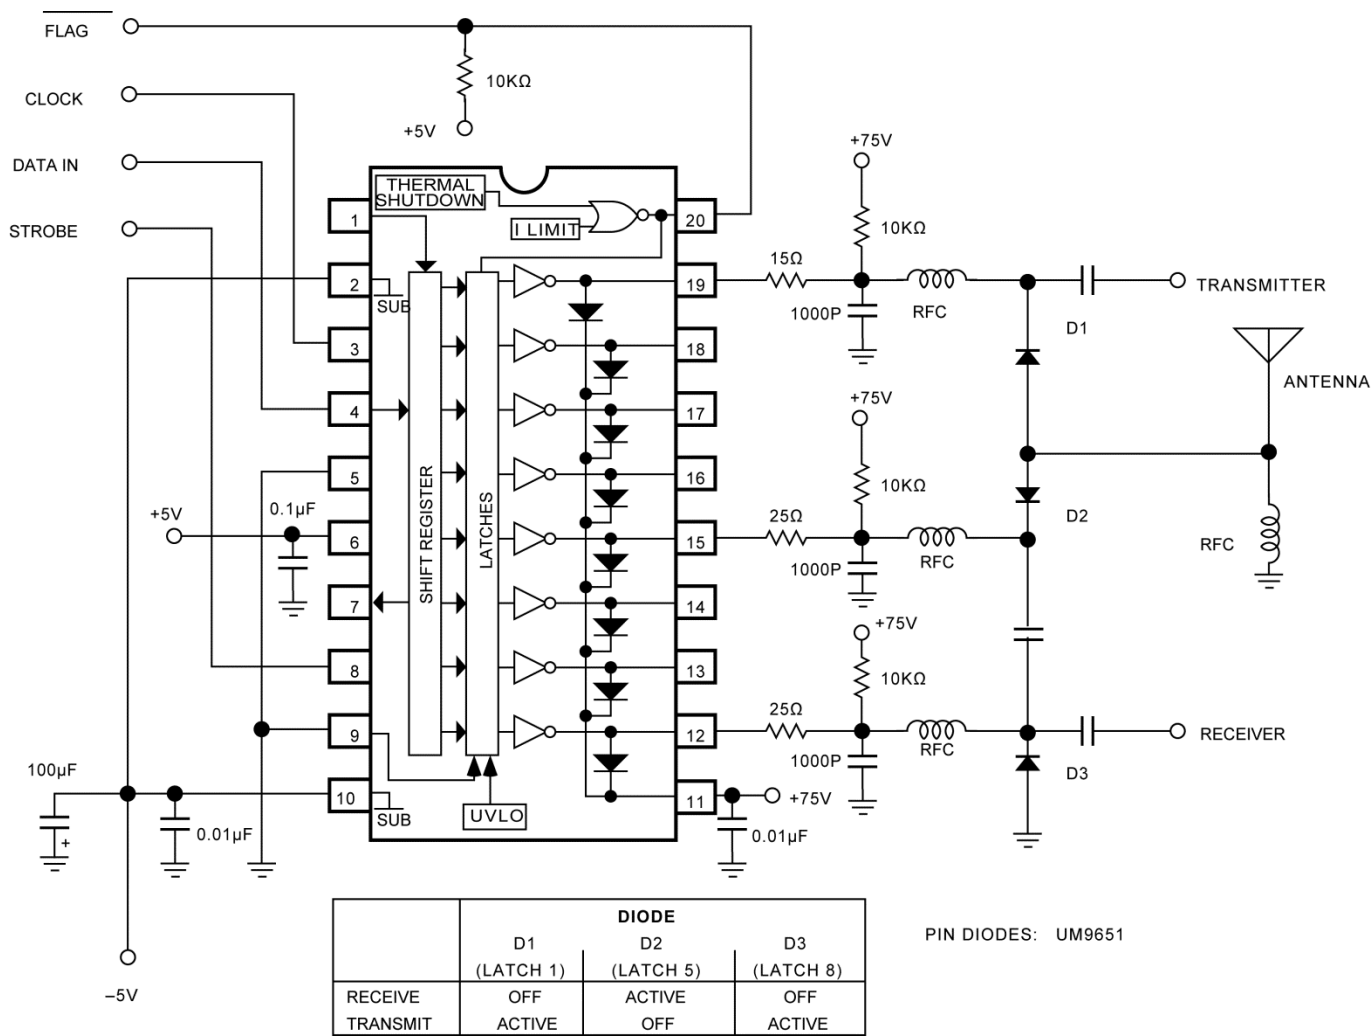 FLAG
10KΩ
+5V
CLOCK
DATA IN
STROBE
THERMAL
SHUTDOWN
I LIMIT
1
2
3
4
5
6
7
8
9
10
20
19
18
17
16
15
14
13
12
11
SUB
SUB
SHIFT REGISTER
LATCHES
UVLO
+5V
0.1µF
100µF
+
0.01µF
–5V
+75V
10KΩ
15Ω
1000P
RFC
D1
TRANSMITTER
ANTENNA
+75V
10KΩ
25Ω
1000P
RFC
D2
RFC
+75V
10KΩ
25Ω
1000P
RFC
D3
RECEIVER
+75V
0.01µF
DIODE
D1 D2 D3
(LATCH 1) (LATCH 5) (LATCH 8)
RECEIVE OFF ACTIVE OFF
TRANSMIT ACTIVE OFF ACTIVE
PIN DIODES: UM9651